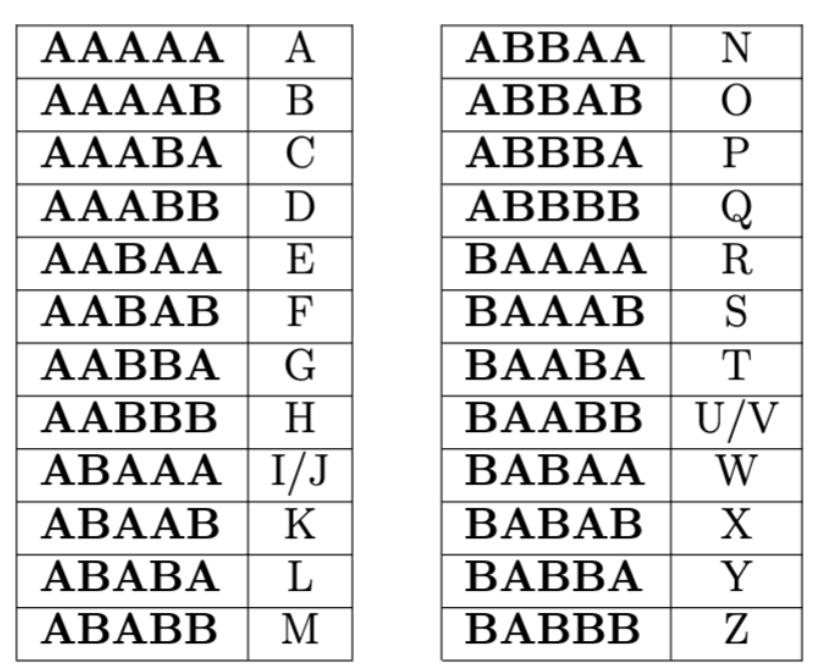 AAAAA A
AAAAB B
AAABA C
AAABB D
AABAA E
AABAB F
AABBA G
AABBB H
ABAAA I/J
ABAAB K
ABABA L
ABABB M
ABBAA N
ABBAB O
ABBBA P
ABBBB Q
BAAAA R
BAAAB S
BAABA T
BAABB U/V
BABAA W
BABAB X
BABBA Y
BABBB Z